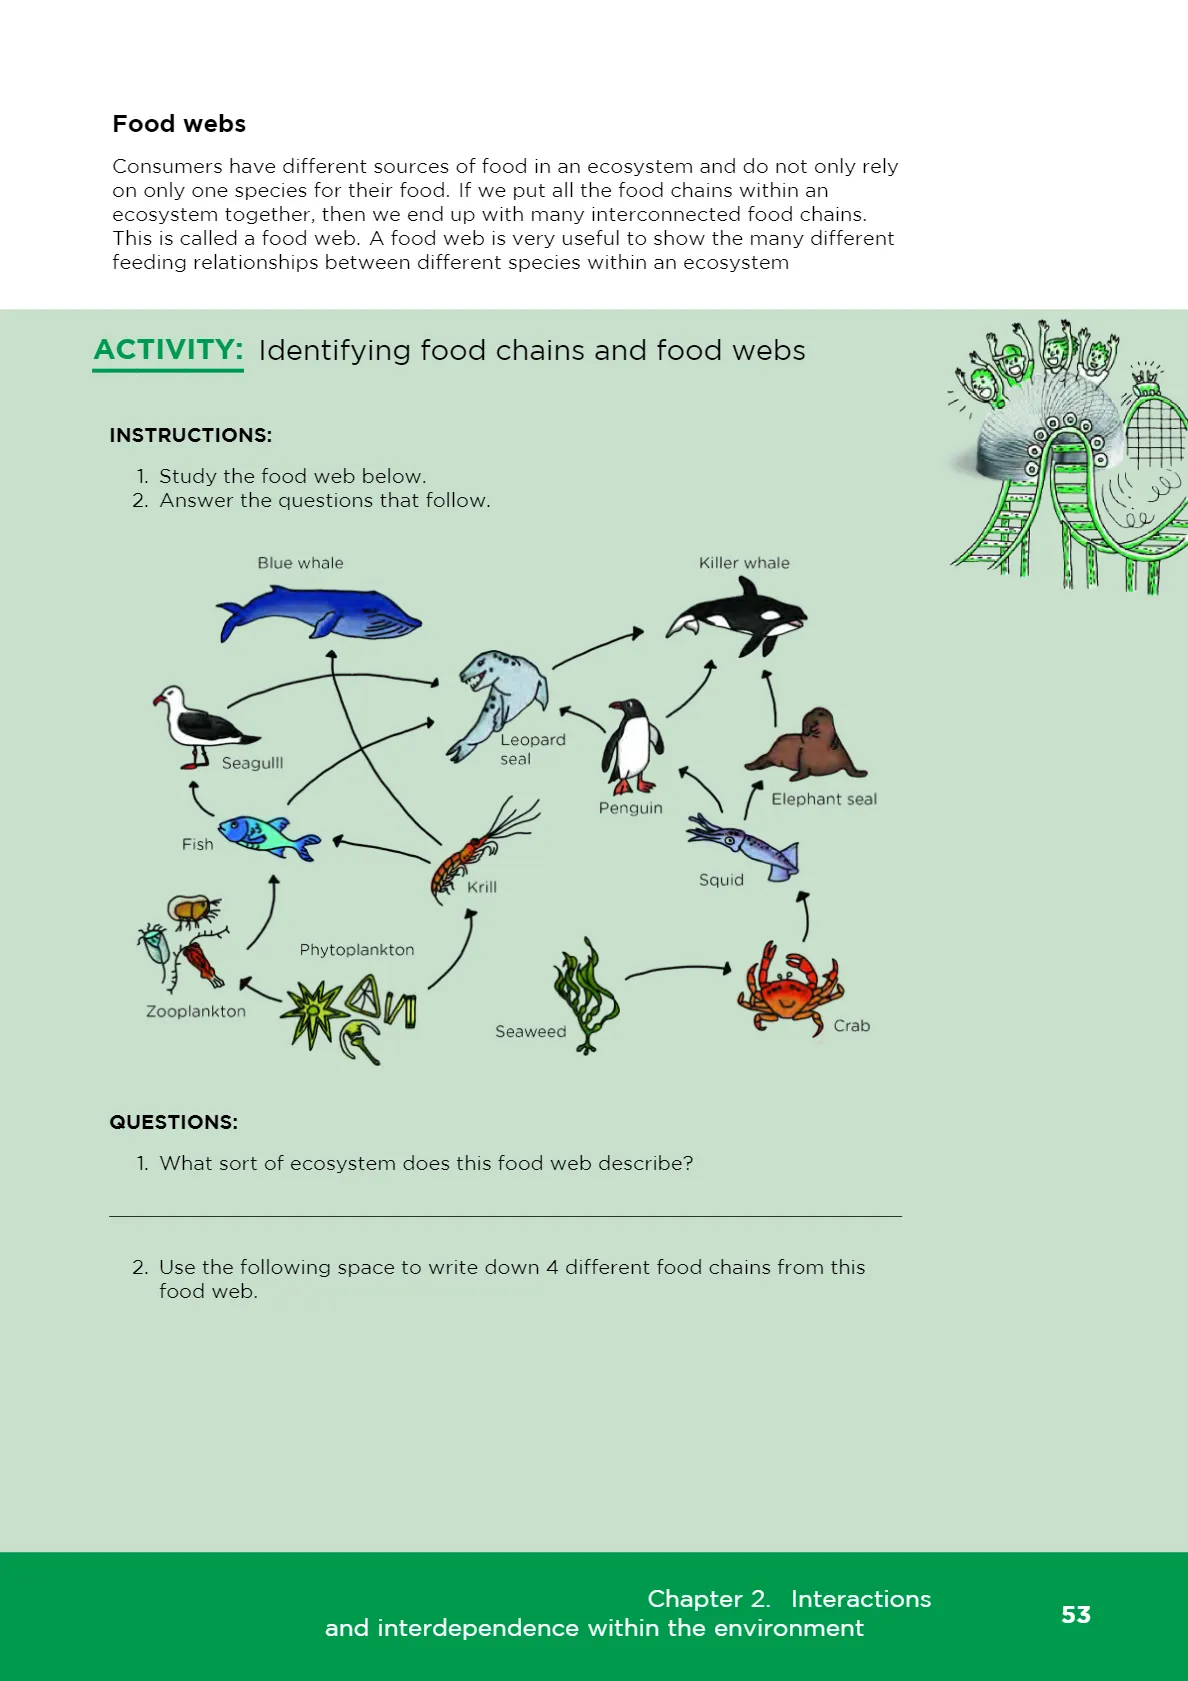 Food webs
Consumers have different sources of food in an ecosystem and do not only rely
on only one species for their food. If we put all the food chains within an
ecosystem together, then we end up with many interconnected food chains.
This is called a food web. A food web is very useful to show the many different
feeding relationships between different species within an ecosystem
ACTIVITY: Identifying food chains and food webs
INSTRUCTIONS:
1. Study the food web below.
2. Answer the questions that follow.
Blue whale
Killer whale
Leopard
seal
Seagulll
Penguin
Elephant seal
Fish
Krill
Squid
Phytoplankton
Zooplankton
Seaweed
Crab
QUESTIONS:
1. What sort of ecosystem does this food web describe?
2. Use the following space to write down 4 different food chains from this
food web.
Chapter 2. Interactions
and interdependence within the environment
53